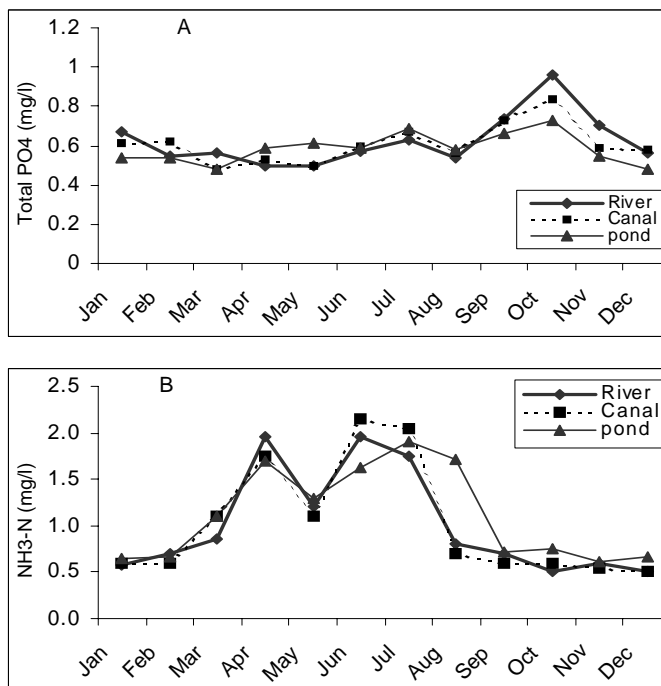 A
Total PO4 (mg/l)
1.2
1
0.8
0.6
0.4
0.2
0
River
Canal
pond
Jan Feb Mar Apr May Jun Jul Aug Sep Oct Nov Dec
B
NH3-N (mg/l)
2.5
2.0
1.5
1.0
0.5
0.0
River
Canal
pond
Jan Feb Mar Apr May Jun Jul Aug Sep Oct Nov Dec